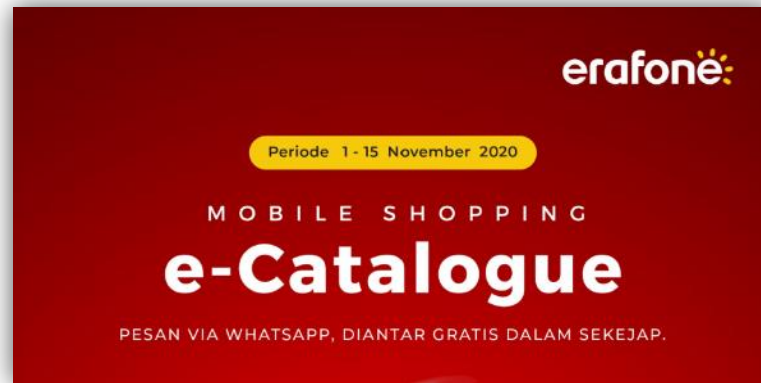 erafone
Periode 1 - 15 November 2020
MOBILE SHOPPING
e-Catalogue
PESAN VIA WHATSAPP, DIANTAR GRATIS DALAM SEKEJAP.